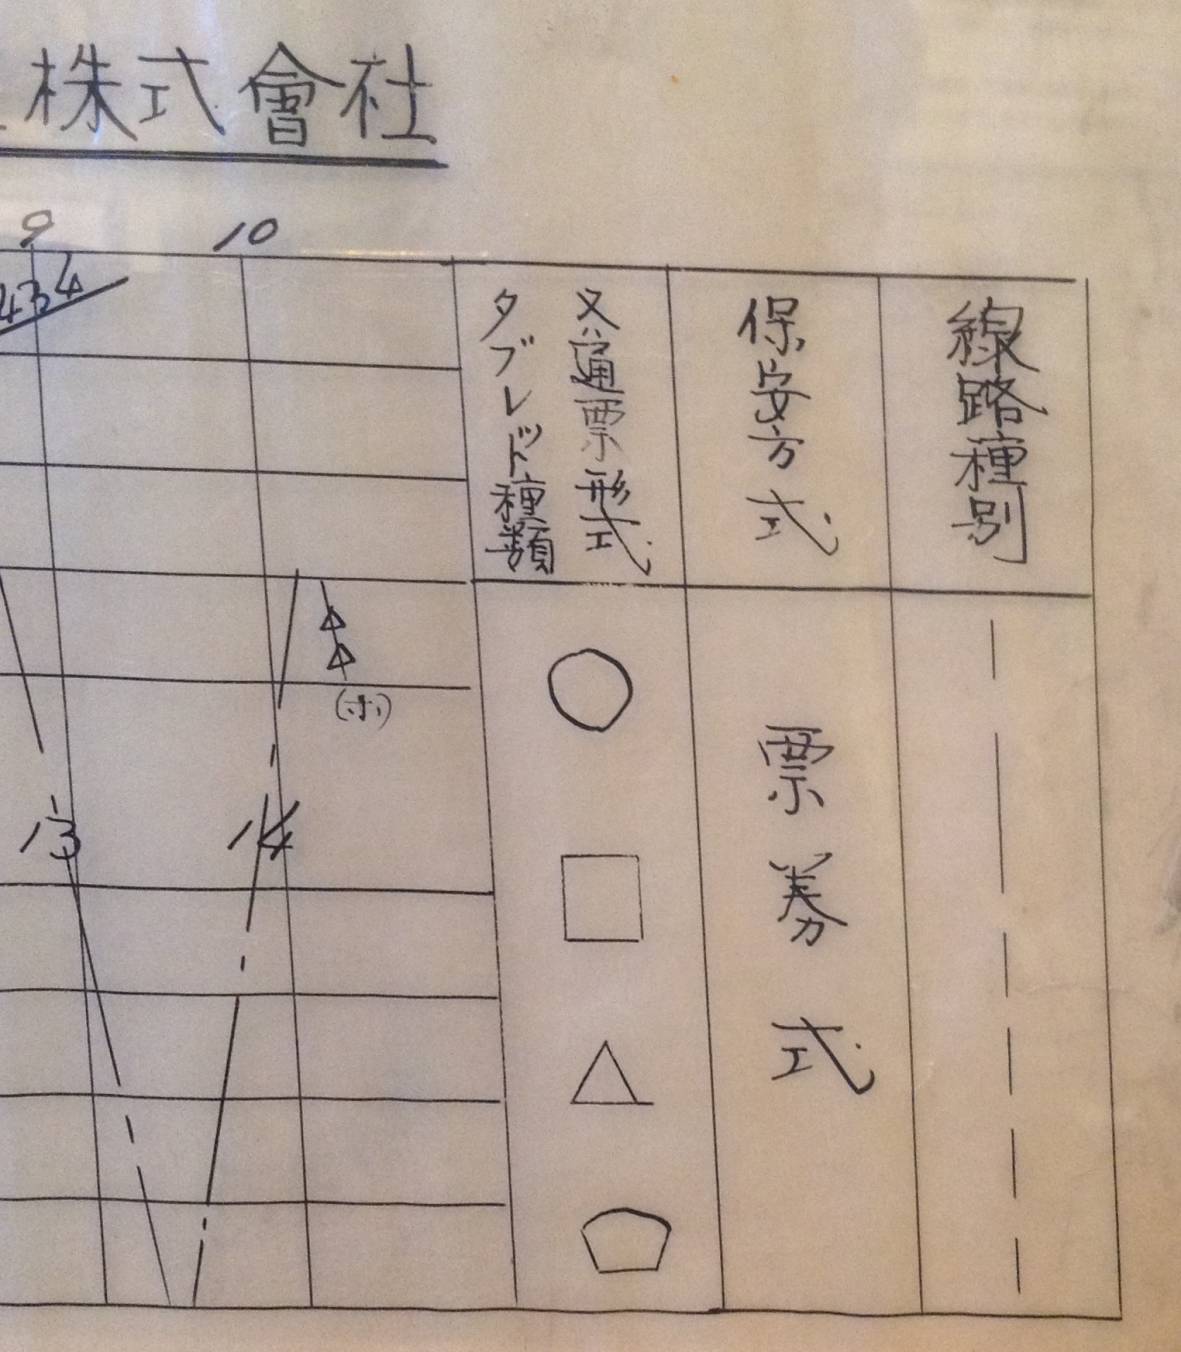 株式會社
9
10
434
線路種別
保安方式
又ハ通票形式
タブレット種類
票券式
(ホ)
13
14